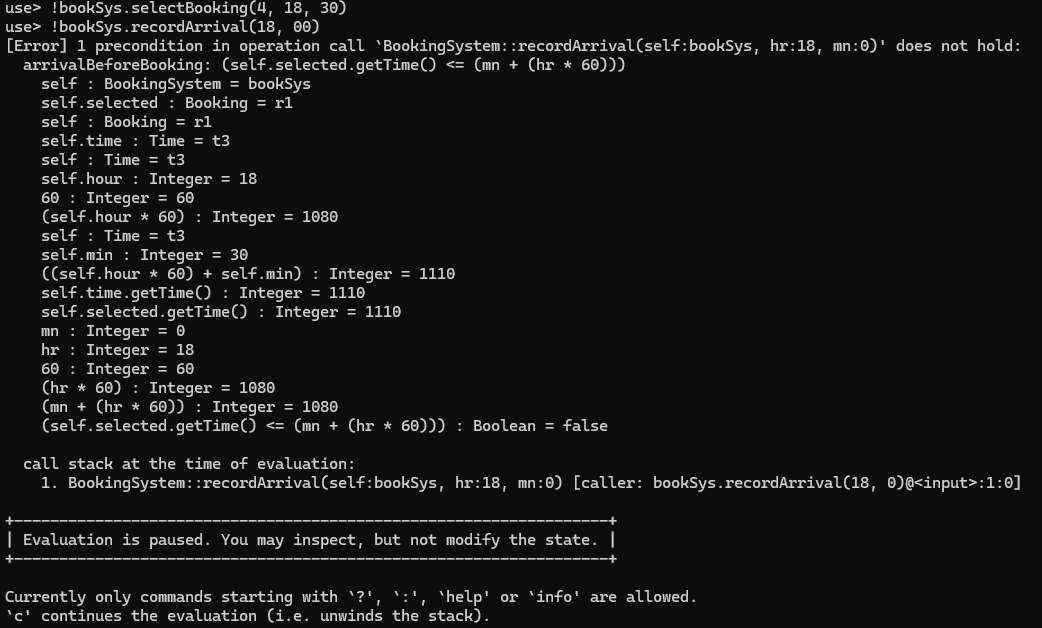 use> !bookSys.selectBooking(4, 18, 30)
use> !bookSys.recordArrival(18, 00)
[Error] 1 precondition in operation call `BookingSystem::recordArrival(self:bookSys, hr:18, mn:0)' does not hold:
  arrivalBeforeBooking: (self.selected.getTime() <= (mn + (hr * 60)))
    self : BookingSystem = bookSys
    self.selected : Booking = r1
    self : Booking = r1
    self.time : Time = t3
    self : Time = t3
    self.hour : Integer = 18
    60 : Integer = 60
    (self.hour * 60) : Integer = 1080
    self : Time = t3
    self.min : Integer = 30
    ((self.hour * 60) + self.min) : Integer = 1110
    self.time.getTime() : Integer = 1110
    self.selected.getTime() : Integer = 1110
    mn : Integer = 0
    hr : Integer = 18
    60 : Integer = 60
    (hr * 60) : Integer = 1080
    (mn + (hr * 60)) : Integer = 1080
    (self.selected.getTime() <= (mn + (hr * 60))) : Boolean = false
  call stack at the time of evaluation:
    1. BookingSystem::recordArrival(self:bookSys, hr:18, mn:0) [caller: bookSys.recordArrival(18, 0)@<input>:1:0]
+------------------------------------------------------------------+
| Evaluation is paused. You may inspect, but not modify the state. |
+------------------------------------------------------------------+
Currently only commands starting with `?', `:', `help' or `info' are allowed.
`c' continues the evaluation (i.e. unwinds the stack).